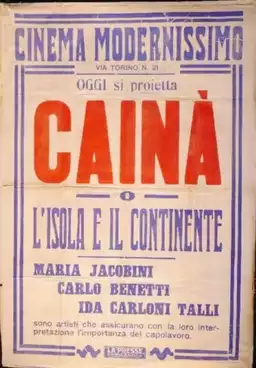 CINEMA MODERNISSIMO
VIA TORINO N. 21
OGGI si proietta
CAINÀ
O
L'ISOLA E IL CONTINENTE
MARIA JACOBINI
CARLO BENETTI
IDA CARLONI TALLI
sono artisti che assicurano con la loro inter-
pretazione l'importanza del capolavoro.